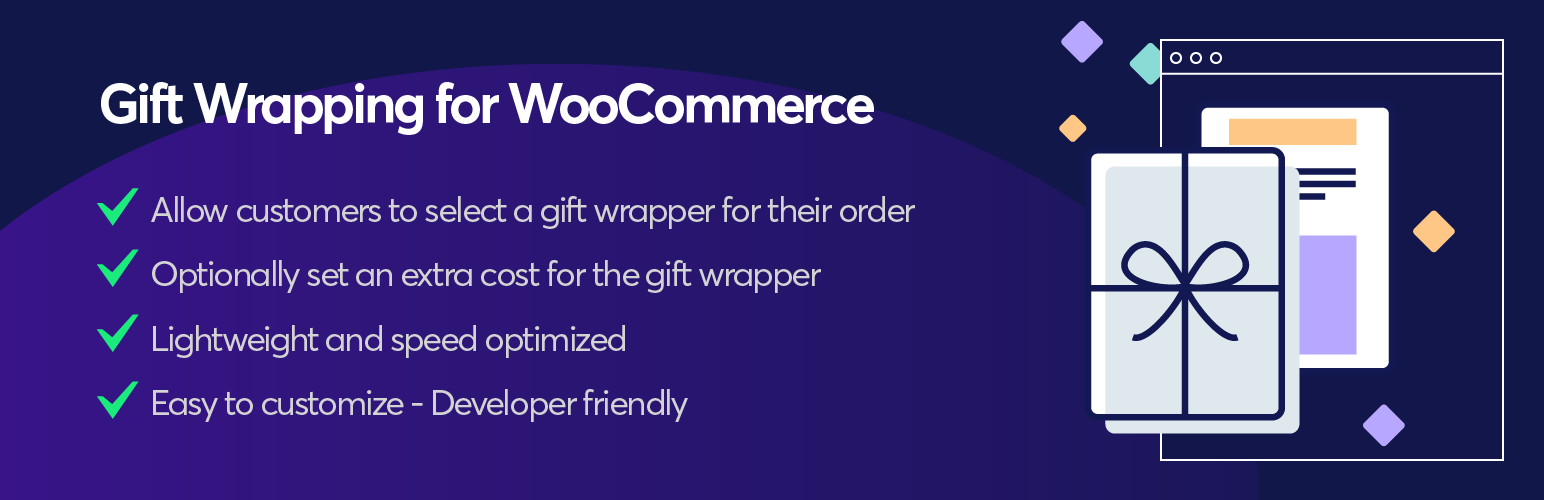 Gift Wrapping for WooCommerce
Allow customers to select a gift wrapper for their order
Optionally set an extra cost for the gift wrapper
Lightweight and speed optimized
Easy to customize - Developer friendly